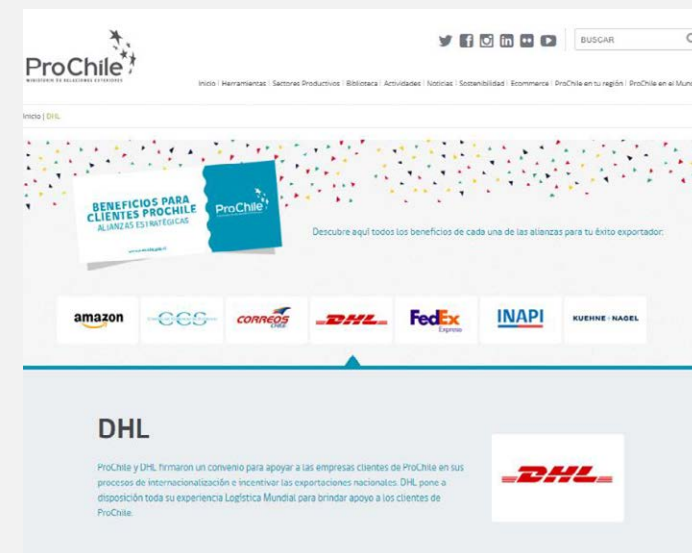 BUSCAR
ProChile
MINISTERIO DE RELACIONES EXTERIORES
Inicio | Herramientas | Sectores Productivos | Biblioteca | Actividades | Noticias | Sostenibilidad | Ecommerce | ProChile en tu región | ProChile en el Mun
Inicio | DHL
BENEFICIOS PARA
CLIENTES PROCHILE
ALIANZAS ESTRATÉGICAS
ProChile
Descubre aquí todos los beneficios de cada una de las alianzas para tu éxito exportador.
amazon
CCS
CORREOS
CHILE
DHL
FedEx
Express
INAPI
KUEHNE+NAGEL
DHL
ProChile y DHL firmaron un convenio para apoyar a las empresas clientes de ProChile en sus
procesos de internacionalización e incentivar las exportaciones nacionales. DHL pone a
disposición toda su experiencia Logística Mundial para brindar apoyo a los clientes de
ProChile.
DHL